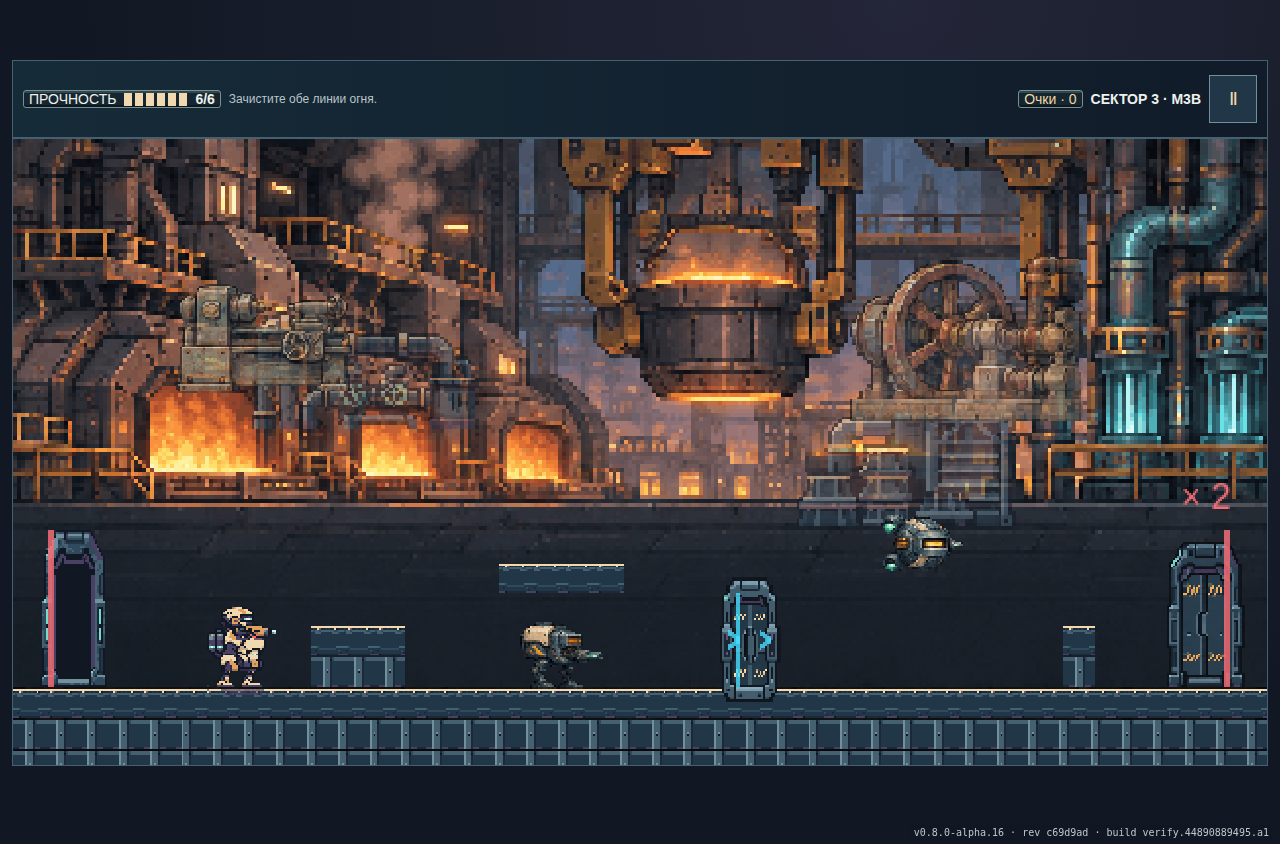 ПРОЧНОСТЬ 6/6 Зачистите обе линии огня. Очки · 0 СЕКТОР 3 · МЗВ II
× 2
v0.8.0-alpha.16 · rev c69d9ad · build verify.44890889495.a1